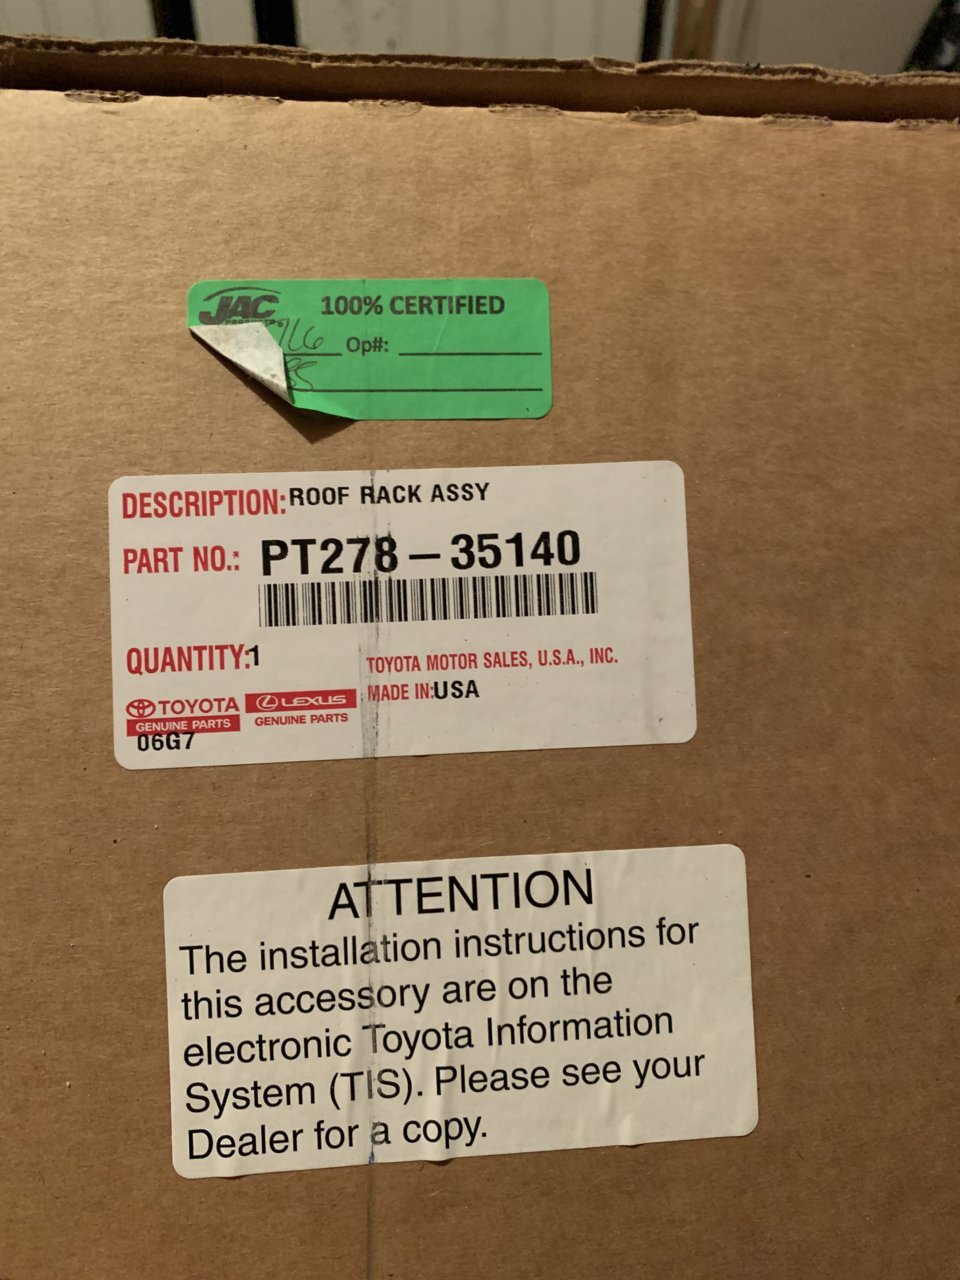 JAC
PRODUCTS
100% CERTIFIED
Op#:
DESCRIPTION: ROOF RACK ASSY
PART NO.: PT278-35140
QUANTITY:1
TOYOTA MOTOR SALES, U.S.A., INC.
MADE IN:USA
TOYOTA
GENUINE PARTS
LEXUS
GENUINE PARTS
06G7
ATTENTION
The installation instructions for
this accessory are on the
electronic Toyota Information
System (TIS). Please see your
Dealer for a copy.